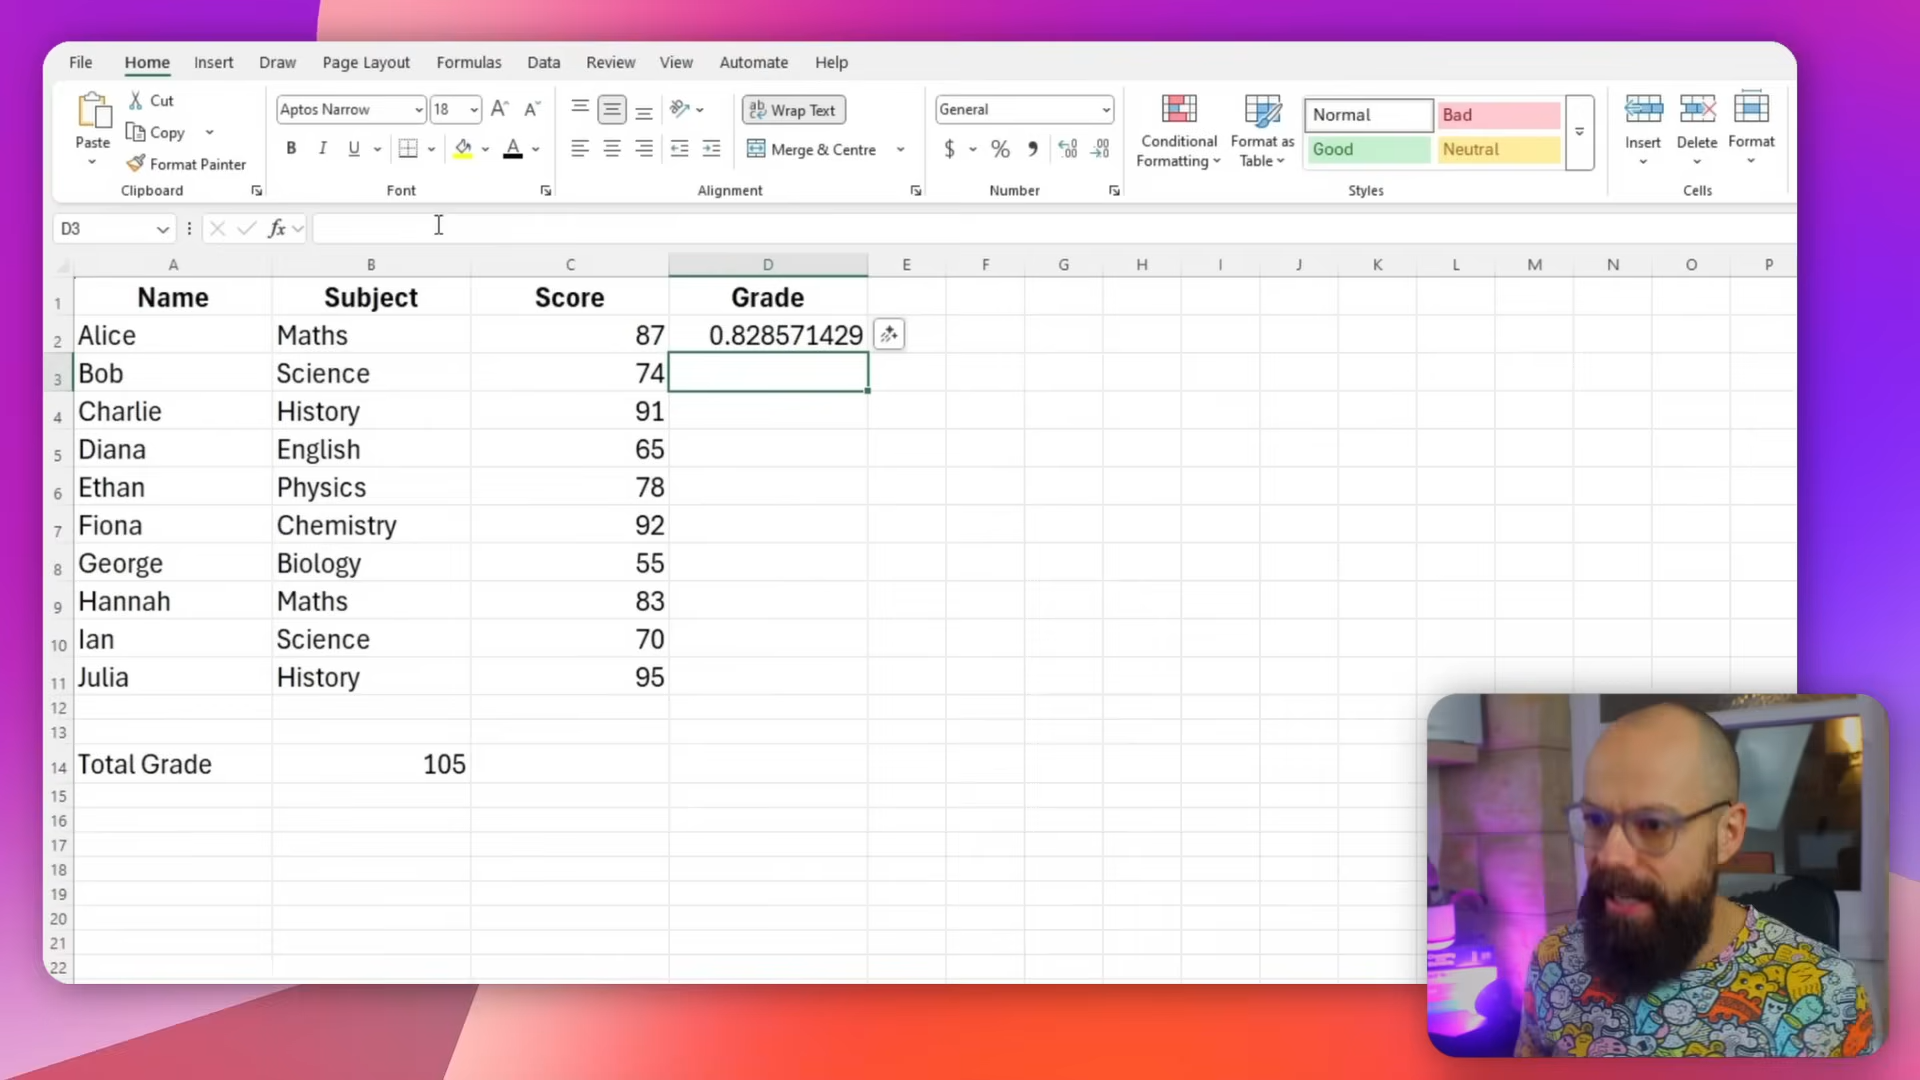 File Home Insert Draw Page Layout Formulas Data Review View Automate Help
Paste
Cut
Copy
Format Painter
Clipboard
Aptos Narrow 18 A A
B I U A
Font
ab Wrap Text
Merge & Centre
Alignment
General
$ % 9
Number
Conditional Formatting
Format as Table
Normal Bad
Good Neutral
Styles
Insert Delete Format
Cells
D3 fx
A B C D E F G H I J K L M N O P
1 Name Subject Score Grade
2 Alice Maths 87 0.828571429
3 Bob Science 74
4 Charlie History 91
5 Diana English 65
6 Ethan Physics 78
7 Fiona Chemistry 92
8 George Biology 55
9 Hannah Maths 83
10 Ian Science 70
11 Julia History 95
12
13
14 Total Grade 105
15
16
17
18
19
20
21
22